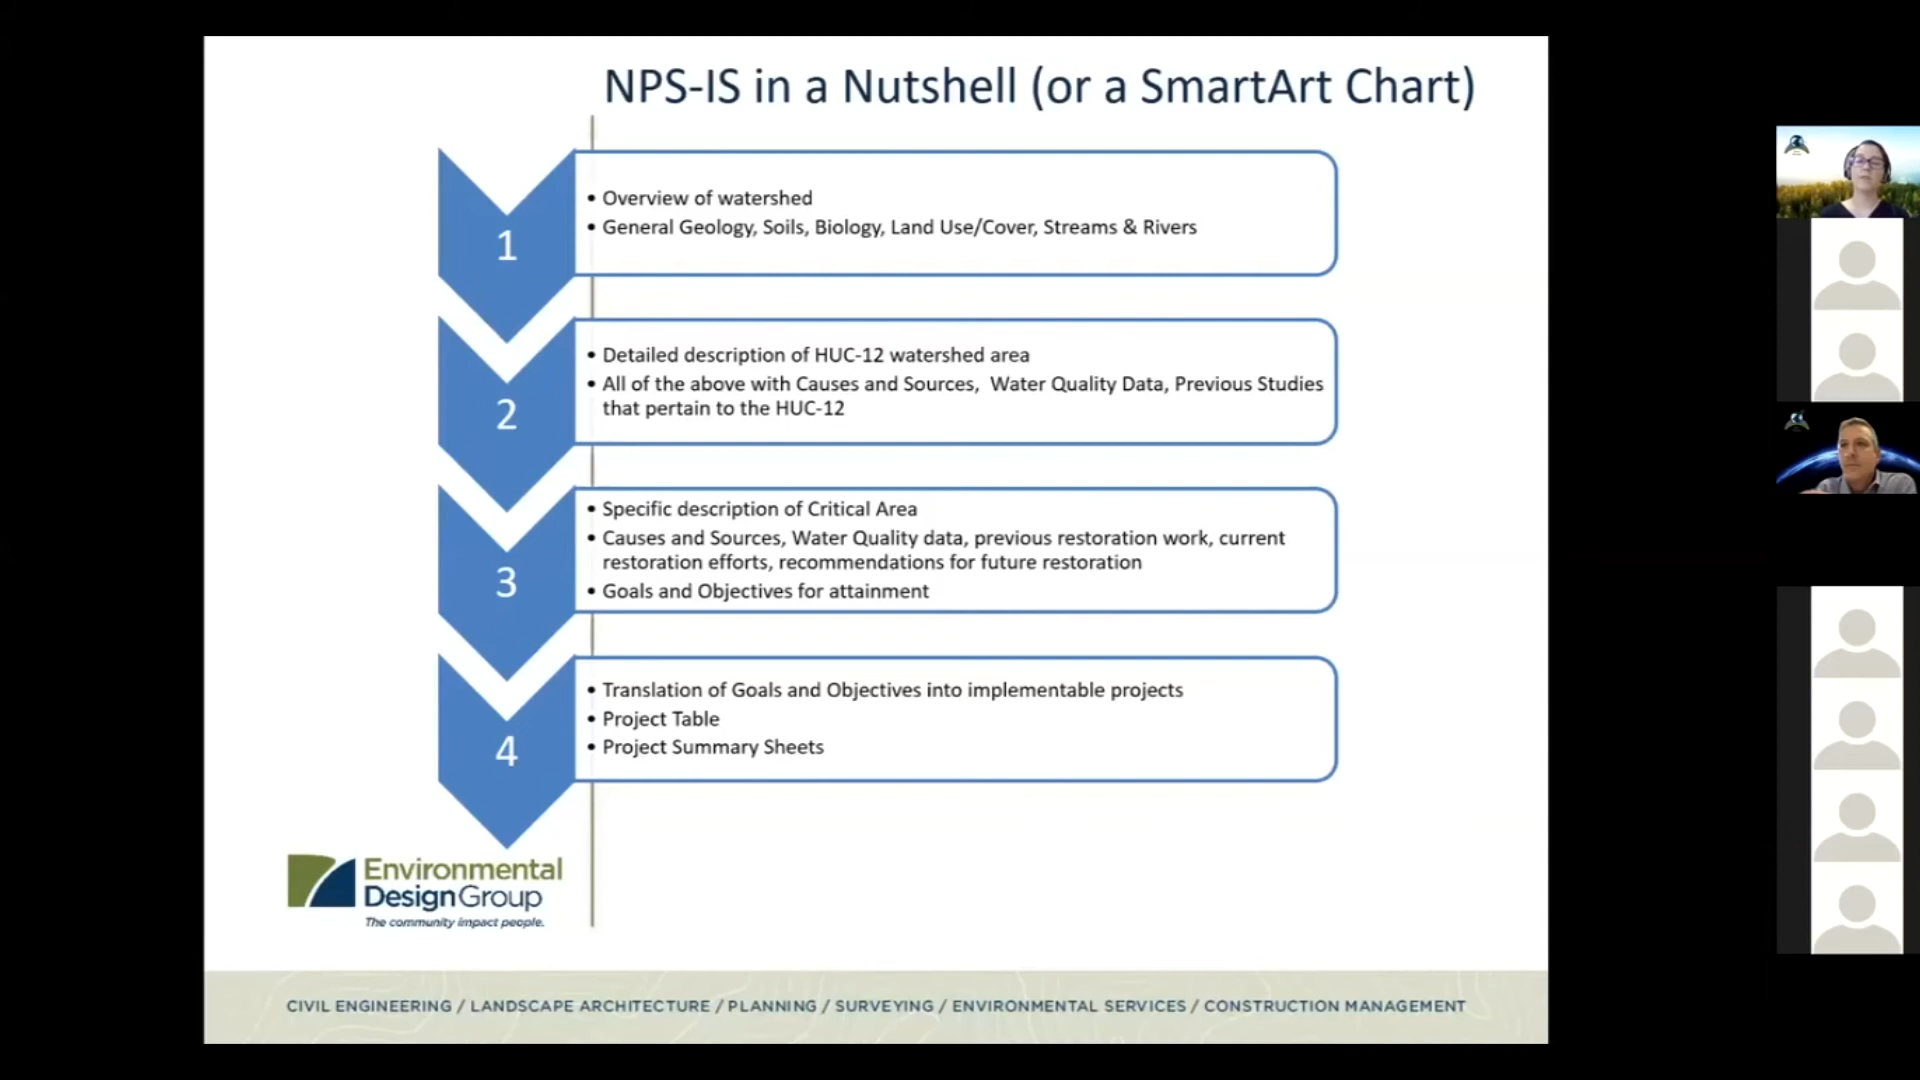 NPS-IS in a Nutshell (or a SmartArt Chart)
1
• Overview of watershed
• General Geology, Soils, Biology, Land Use/Cover, Streams & Rivers
2
• Detailed description of HUC-12 watershed area
• All of the above with Causes and Sources, Water Quality Data, Previous Studies
that pertain to the HUC-12
3
• Specific description of Critical Area
• Causes and Sources, Water Quality data, previous restoration work, current
restoration efforts, recommendations for future restoration
• Goals and Objectives for attainment
4
• Translation of Goals and Objectives into implementable projects
• Project Table
• Project Summary Sheets
Environmental
DesignGroup
The community impact people.
CIVIL ENGINEERING / LANDSCAPE ARCHITECTURE / PLANNING / SURVEYING / ENVIRONMENTAL SERVICES / CONSTRUCTION MANAGEMENT